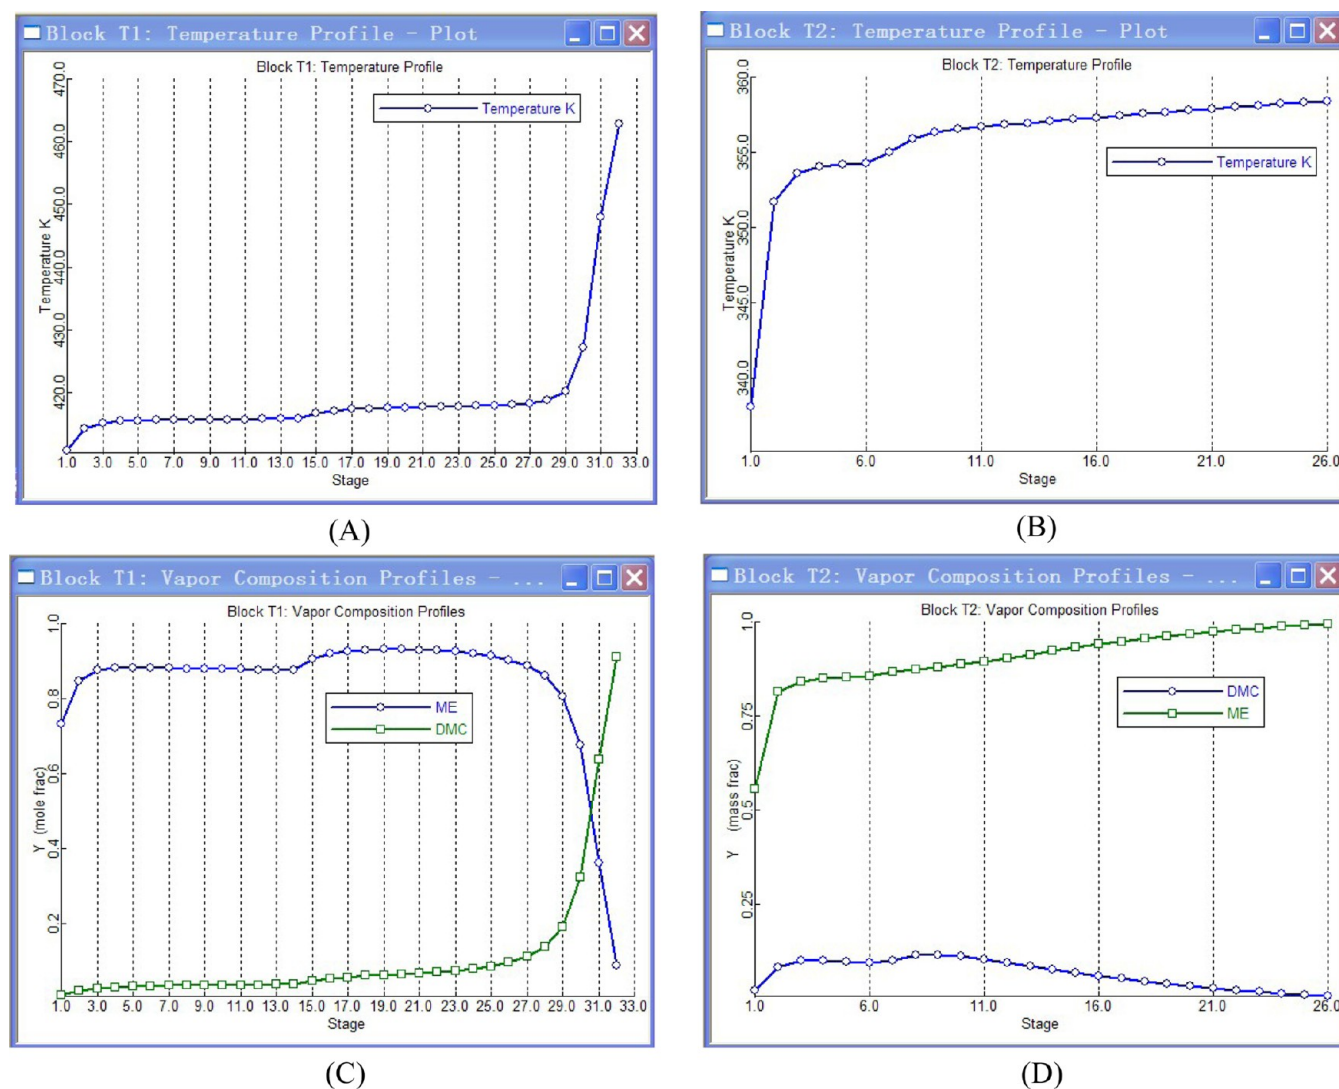 Block T1: Temperature Profile - Plot
Block T1: Temperature Profile
Temperature K
470.0
460.0
450.0
440.0
430.0
420.0
Temperature K
1.0 3.0 5.0 7.0 9.0 11.0 13.0 15.0 17.0 19.0 21.0 23.0 25.0 27.0 29.0 31.0 33.0
Stage
(A)
Block T2: Temperature Profile - Plot
Block T2: Temperature Profile
Temperature K
360.0
355.0
350.0
345.0
340.0
Temperature K
1.0 6.0 11.0 16.0 21.0 26.0
Stage
(B)
Block T1: Vapor Composition Profiles - ...
Block T1: Vapor Composition Profiles
ME
DMC
1.0
0.8
0.6
0.4
0.2
Y (mole frac)
1.0 3.0 5.0 7.0 9.0 11.0 13.0 15.0 17.0 19.0 21.0 23.0 25.0 27.0 29.0 31.0 33.0
Stage
(C)
Block T2: Vapor Composition Profiles - ...
Block T2: Vapor Composition Profiles
DMC
ME
1.0
0.75
0.5
0.25
Y (mass frac)
1.0 6.0 11.0 16.0 21.0 26.0
Stage
(D)